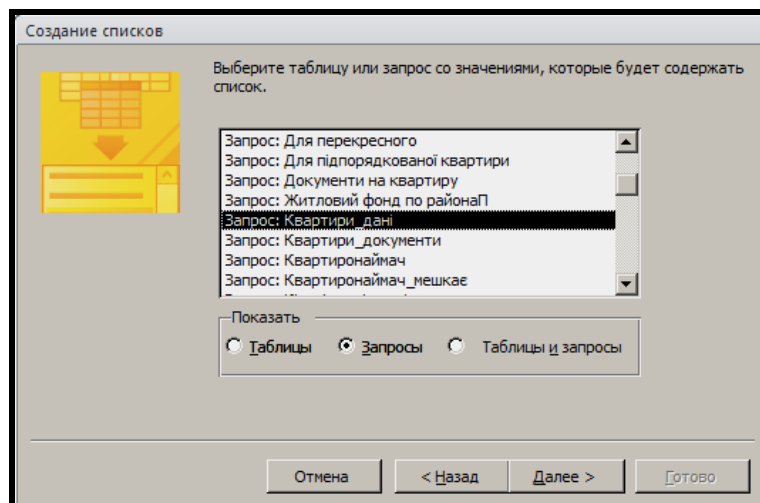 Создание списков
Выберите таблицу или запрос со значениями, которые будет содержать
список.
Запрос: Для перекресного
Запрос: Для підпорядкованої квартири
Запрос: Документи на квартиру
Запрос: Житловий фонд по районаП
Запрос: Квартири_дані
Запрос: Квартири_документи
Запрос: Квартиронаймач
Запрос: Квартиронаймач_мешкає
Показать
Таблицы Запросы Таблицы и запросы
Отмена < Назад Далее > Готово